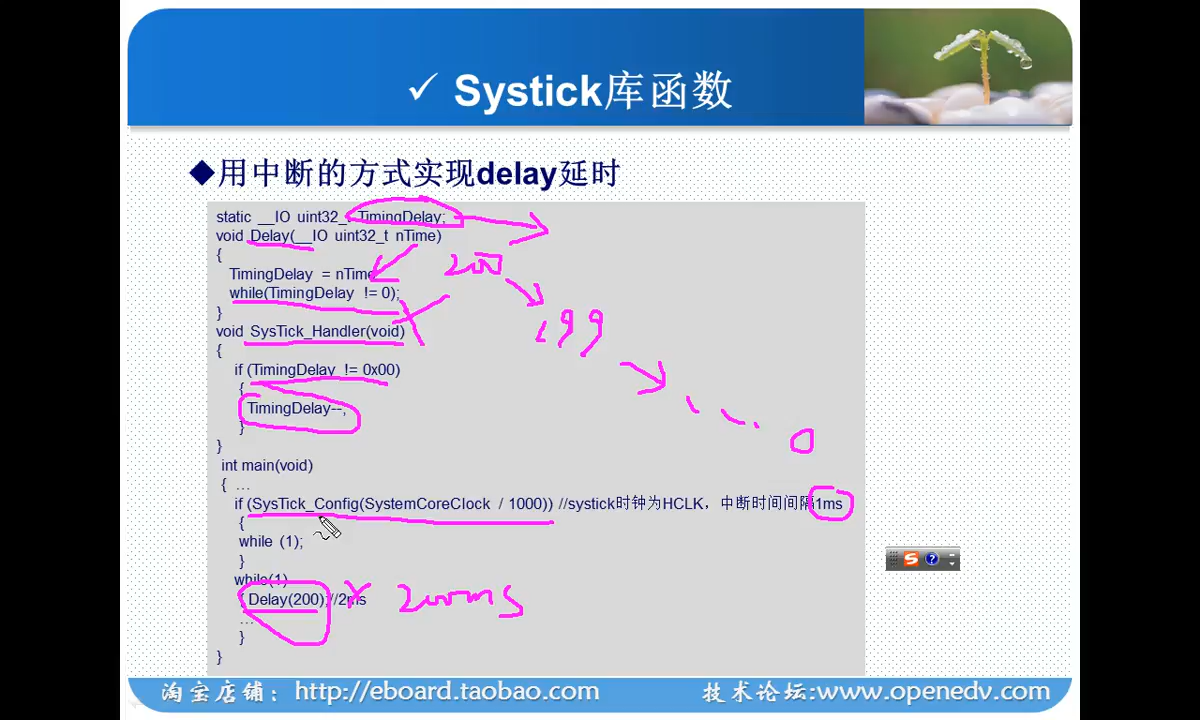 ✓ Systick库函数
◆用中断的方式实现delay延时
static __IO uint32_t TimingDelay;
void Delay(__IO uint32_t nTime)
{
TimingDelay = nTime
while(TimingDelay != 0);
}
200
199
void SysTick_Handler(void)
{
if (TimingDelay != 0x00)
{
TimingDelay--;
}
0
}
int main(void)
{ …
if (SysTick_Config(SystemCoreClock / 1000)) //systick时钟为HCLK，中断时间间隔1ms
{
while (1);
}
while(1)
{ Delay(200);//2ms 200ms
…
}
}
淘宝店铺：http://eboard.taobao.com 技术论坛:www.openedv.com